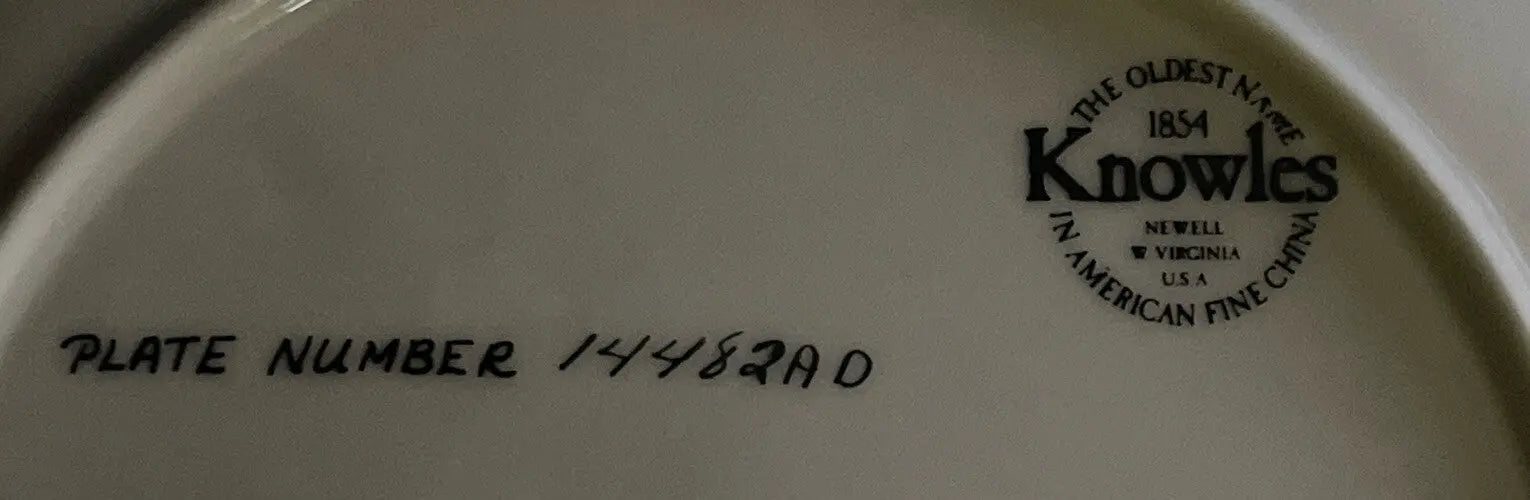 THE OLDEST NAME
1854
Knowles
NEWELL
W VIRGINIA
U.S.A
IN AMERICAN FINE CHINA
PLATE NUMBER 14482AD